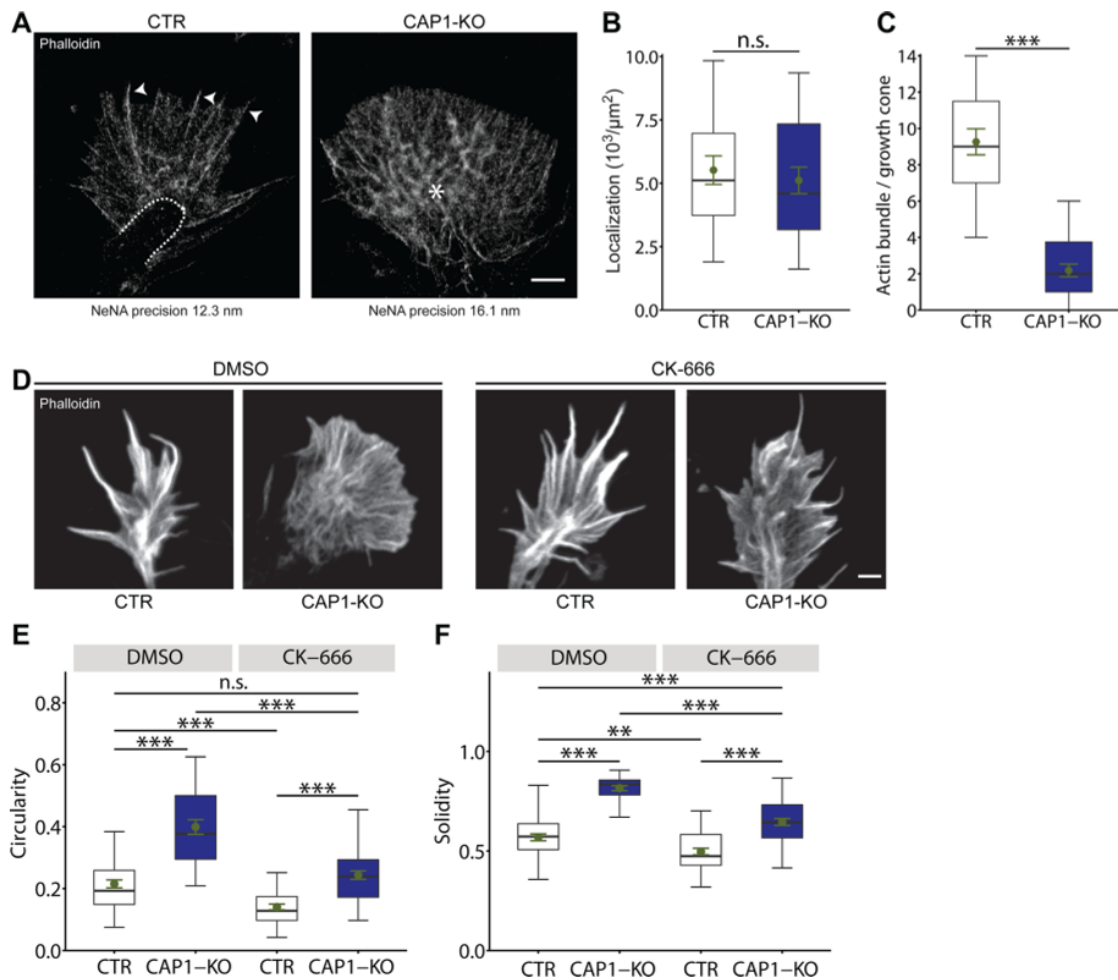 A
CTR
CAP1-KO
Phalloidin
*
NeNA precision 12.3 nm
NeNA precision 16.1 nm
B
n.s.
Localization (10³/µm²)
10.0
7.5
5.0
2.5
0.0
CTR
CAP1−KO
C
***
Actin bundle / growth cone
14
12
10
8
6
4
2
0
CTR
CAP1−KO
D
DMSO
CK-666
Phalloidin
CTR
CAP1-KO
CTR
CAP1-KO
E
DMSO
CK−666
n.s.
***
***
***
***
Circularity
0.8
0.6
0.4
0.2
0.0
CTR
CAP1−KO
CTR
CAP1−KO
F
DMSO
CK−666
***
***
**
***
***
Solidity
1.0
0.5
0.0
CTR
CAP1−KO
CTR
CAP1−KO